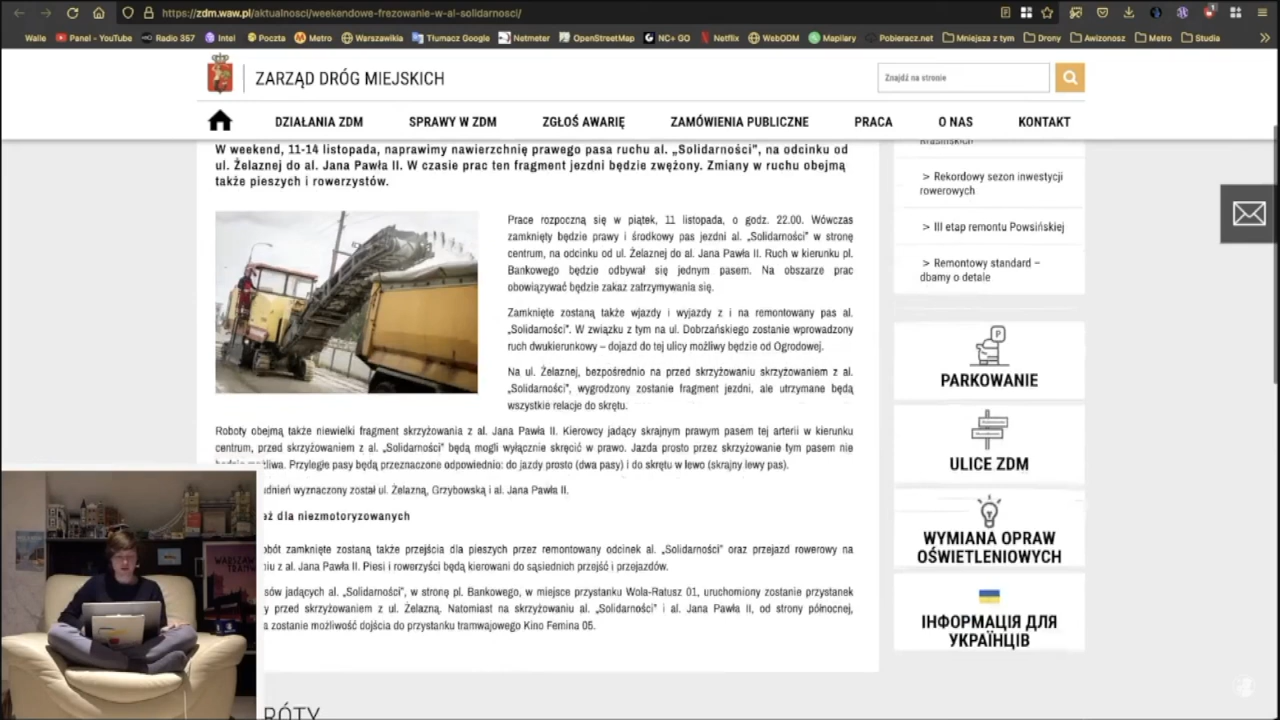 https://zdm.waw.pl/aktualnosci/weekendowe-frezowanie-w-al-solidarnosci/
Walle Panel - YouTube Radio 357 Intel Poczta Metro Warszawikia Tłumacz Google Netmeter OpenStreetMap NC+ GO Netflix WebODM Mapilary Pobieracz.net Mniejsza z tym Drony Awizonosz Metro Studia
ZARZĄD DRÓG MIEJSKICH
Znajdź na stronie
DZIAŁANIA ZDM SPRAWY W ZDM ZGŁOŚ AWARIĘ ZAMÓWIENIA PUBLICZNE PRACA O NAS KONTAKT
W weekend, 11-14 listopada, naprawimy nawierzchnię prawego pasa ruchu al. „Solidarności”, na odcinku od
ul. Żelaznej do al. Jana Pawła II. W czasie prac ten fragment jezdni będzie zwężony. Zmiany w ruchu obejmą
także pieszych i rowerzystów.
Prace rozpoczną się w piątek, 11 listopada, o godz. 22.00. Wówczas
zamknięty będzie prawy i środkowy pas jezdni al. „Solidarności” w stronę
centrum, na odcinku od ul. Żelaznej do al. Jana Pawła II. Ruch w kierunku pl.
Bankowego będzie odbywał się jednym pasem. Na obszarze prac
obowiązywać będzie zakaz zatrzymywania się.
Zamknięte zostaną także wjazdy i wyjazdy z i na remontowany pas al.
„Solidarności”. W związku z tym na ul. Dobrzańskiego zostanie wprowadzony
ruch dwukierunkowy – dojazd do tej ulicy możliwy będzie od Ogrodowej.
Na ul. Żelaznej, bezpośrednio na przed skrzyżowaniem skrzyżowaniem z al.
„Solidarności”, wygrodzony zostanie fragment jezdni, ale utrzymane będą
wszystkie relacje do skrętu.
Roboty obejmą także niewielki fragment skrzyżowania z al. Jana Pawła II. Kierowcy jadący skrajnym prawym pasem tej arterii w kierunku
centrum, przed skrzyżowaniem z al. „Solidarności” będą mogli wyłącznie skręcić w prawo. Jazda prosto przez skrzyżowanie tym pasem nie
będzie możliwa. Przyległe pasy będą przeznaczone odpowiednio: do jazdy prosto (dwa pasy) i do skrętu w lewo (skrajny lewy pas).
udnień wyznaczony został ul. Żelazną, Grzybowską i al. Jana Pawła II.
eż dla niezmotoryzowanych
obót zamknięte zostaną także przejścia dla pieszych przez remontowany odcinek al. „Solidarności” oraz przejazd rowerowy na
iu z al. Jana Pawła II. Piesi i rowerzyści będą kierowani do sąsiednich przejść i przejazdów.
sów jadących al. „Solidarności”, w stronę pl. Bankowego, w miejsce przystanku Wola-Ratusz 01, uruchomiony zostanie przystanek
y przed skrzyżowaniem z ul. Żelazną. Natomiast na skrzyżowaniu al. „Solidarności” i al. Jana Pawła II, od strony północnej,
a zostanie możliwość dojścia do przystanku tramwajowego Kino Femina 05.
> Rekordowy sezon inwestycji
rowerowych
> III etap remontu Powsińskiej
> Remontowy standard –
dbamy o detale
PARKOWANIE
ULICE ZDM
WYMIANA OPRAW
OŚWIETLENIOWYCH
ІНФОРМАЦІЯ ДЛЯ
УКРАЇНЦІВ